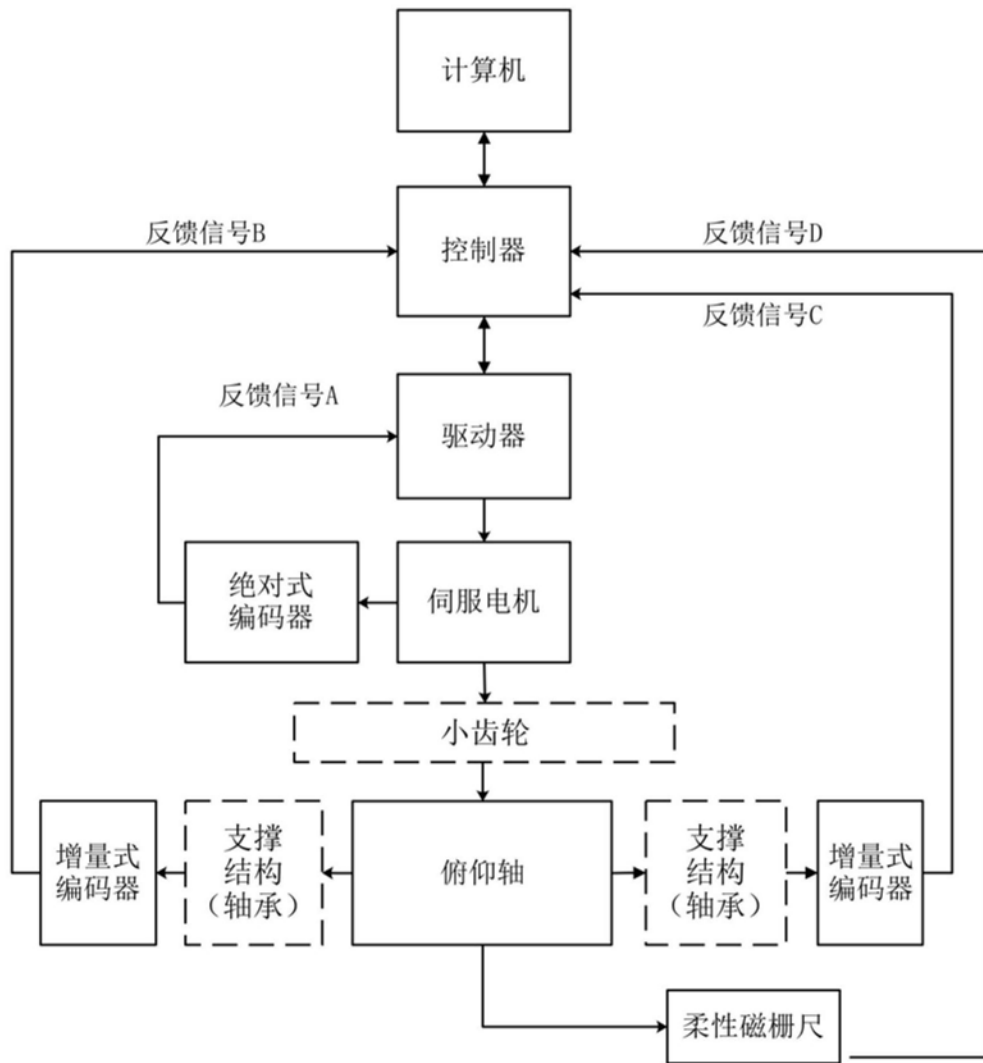 计算机
反馈信号B
控制器
反馈信号D
反馈信号C
反馈信号A
驱动器
绝对式
编码器
伺服电机
小齿轮
增量式
编码器
支撑
结构
（轴承）
俯仰轴
支撑
结构
（轴承）
增量式
编码器
柔性磁栅尺